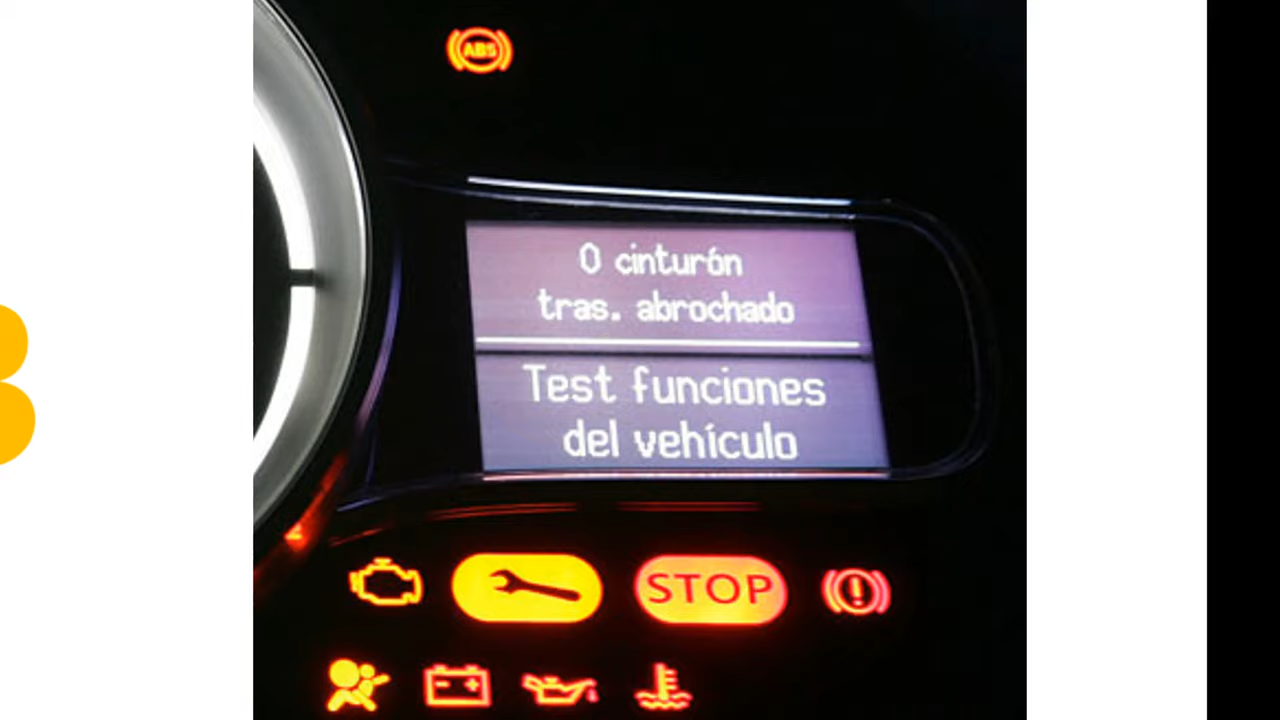 ABS
0 cinturón
tras. abrochado
Test funciones
del vehículo
STOP